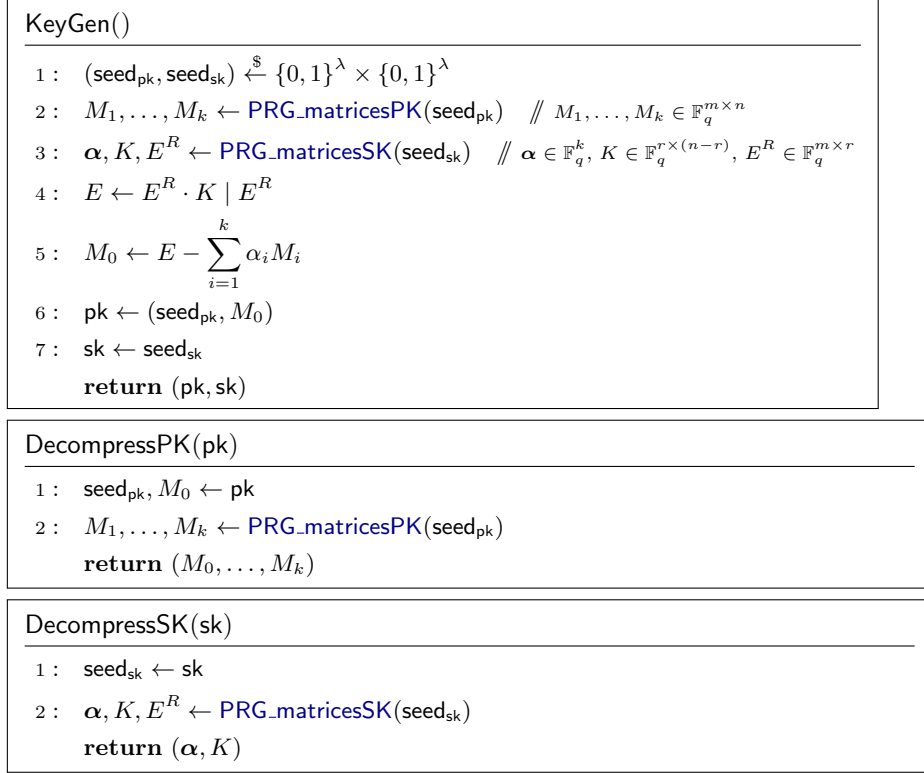 KeyGen()
1 : (seed_pk, seed_sk) ←$ {0, 1}^λ × {0, 1}^λ
2 : M_1, . . . , M_k ← PRG_matricesPK(seed_pk) // M_1, . . . , M_k ∈ F_q^{m×n}
3 : α, K, E^R ← PRG_matricesSK(seed_sk) // α ∈ F_q^k, K ∈ F_q^{r×(n−r)}, E^R ∈ F_q^{m×r}
4 : E ← E^R · K | E^R
5 : M_0 ← E − ∑_{i=1}^{k} α_i M_i
6 : pk ← (seed_pk, M_0)
7 : sk ← seed_sk
return (pk, sk)
DecompressPK(pk)
1 : seed_pk, M_0 ← pk
2 : M_1, . . . , M_k ← PRG_matricesPK(seed_pk)
return (M_0, . . . , M_k)
DecompressSK(sk)
1 : seed_sk ← sk
2 : α, K, E^R ← PRG_matricesSK(seed_sk)
return (α, K)